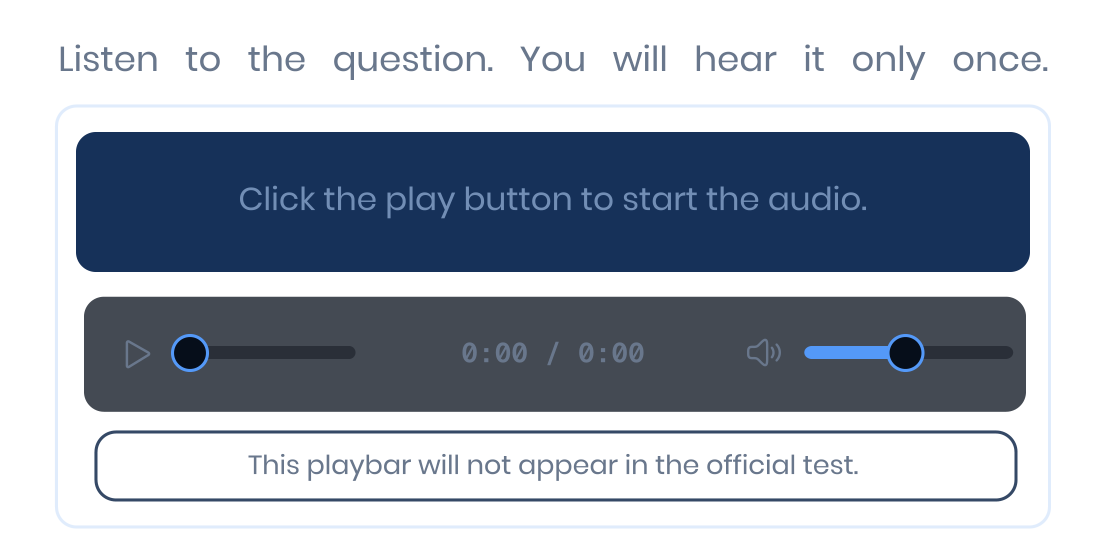 Listen to the question. You will hear it only once.
Click the play button to start the audio.
0:00 / 0:00
This playbar will not appear in the official test.